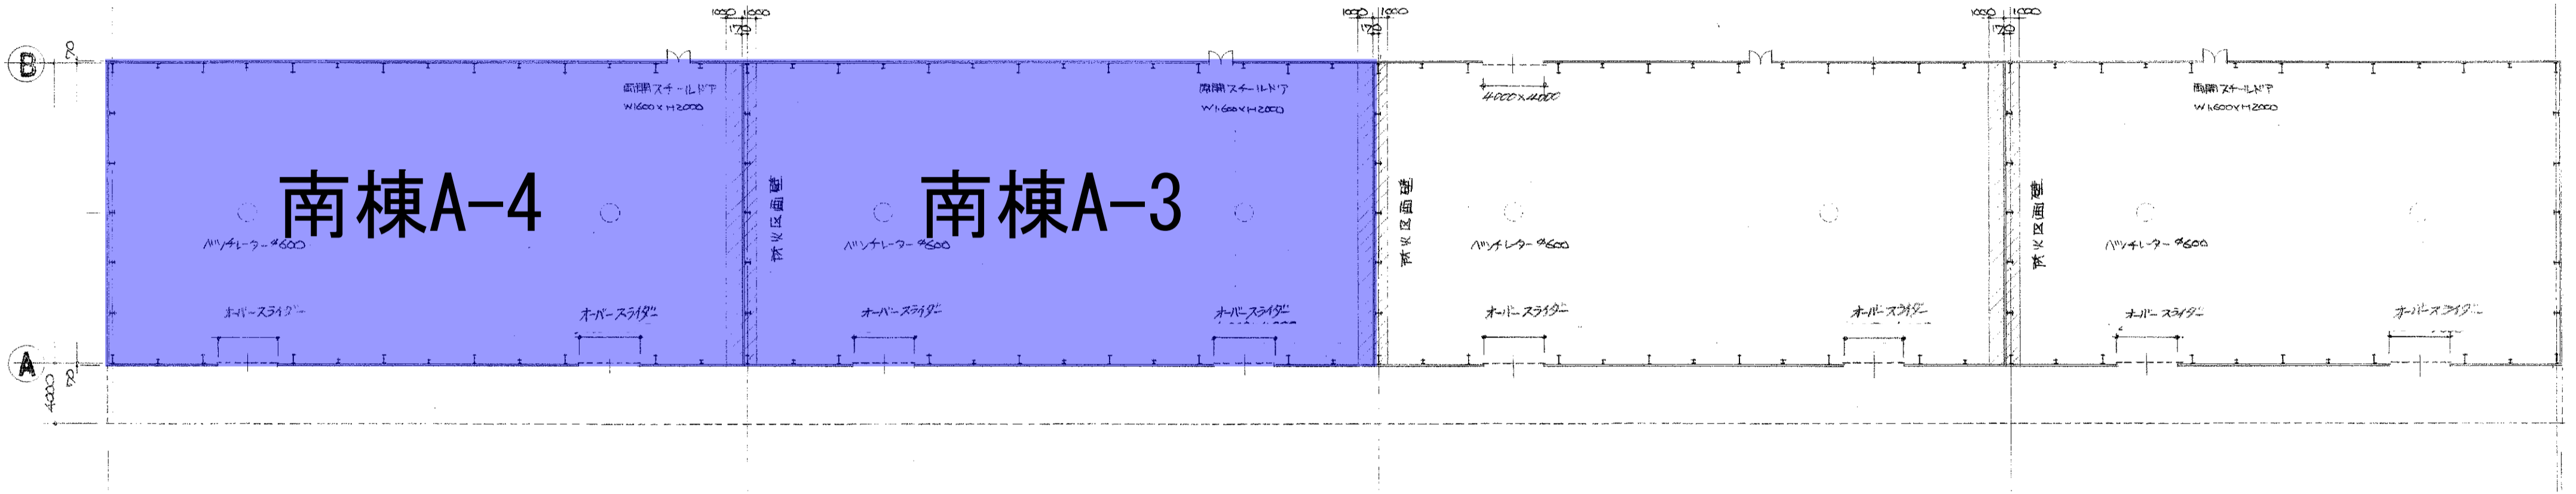 1000 1000
170
1000 1000
170
1000 1000
170
B
70
両開スチールドア
W1600×H2000
両開スチールドア
W1600×H2000
4000×4000
両開スチールドア
W1600×H2000
南棟A-4
南棟A-3
防火区画壁
防火区画壁
防火区画壁
ベンチレーター φ600
ベンチレーター φ600
ベンチレーター φ600
ベンチレーター φ600
オーバースライダー
オーバースライダー
オーバースライダー
オーバースライダー
オーバースライダー
オーバースライダー
オーバースライダー
オーバースライダー
A
70
4000